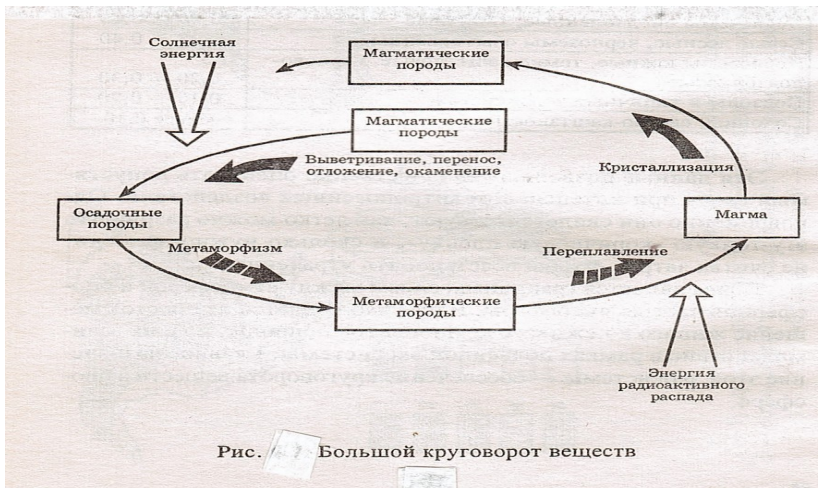 Солнечная
энергия
Магматические
породы
Магматические
породы
Выветривание, перенос,
отложение, окаменение
Кристаллизация
Осадочные
породы
Магма
Метаморфизм
Переплавление
Метаморфические
породы
Энергия
радиоактивного
распада
Рис. Большой круговорот веществ